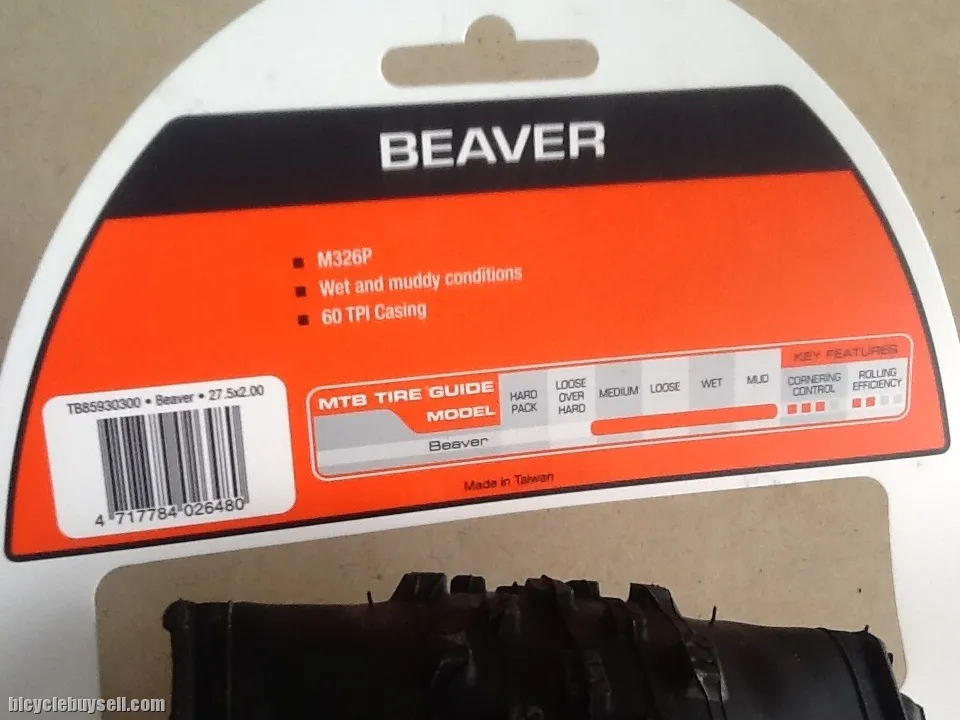 BEAVER
M326P
Wet and muddy conditions
60 TPI Casing
TB85930300 • Beaver • 27.5x2.00
4 717784 026480
MTB TIRE GUIDE
MODEL
HARD
PACK
LOOSE
OVER
HARD
MEDIUM
LOOSE
WET
MUD
KEY FEATURES
CORNERING
CONTROL
ROLLING
EFFICIENCY
Beaver
Made in Taiwan
blcyclebuysell.com